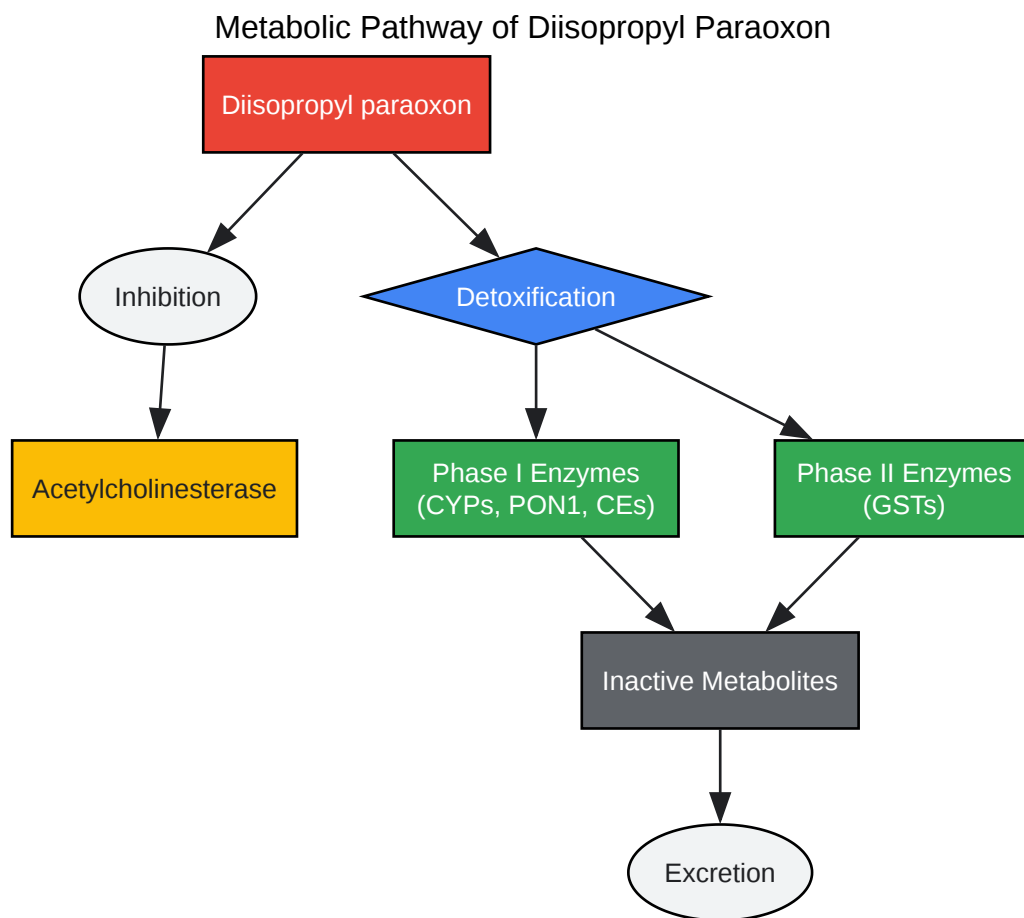 Metabolic Pathway of Diisopropyl Paraoxon
Diisopropyl paraoxon
Inhibition
Detoxification
Acetylcholinesterase
Phase I Enzymes
(CYPs, PON1, CEs)
Phase II Enzymes
(GSTs)
Inactive Metabolites
Excretion